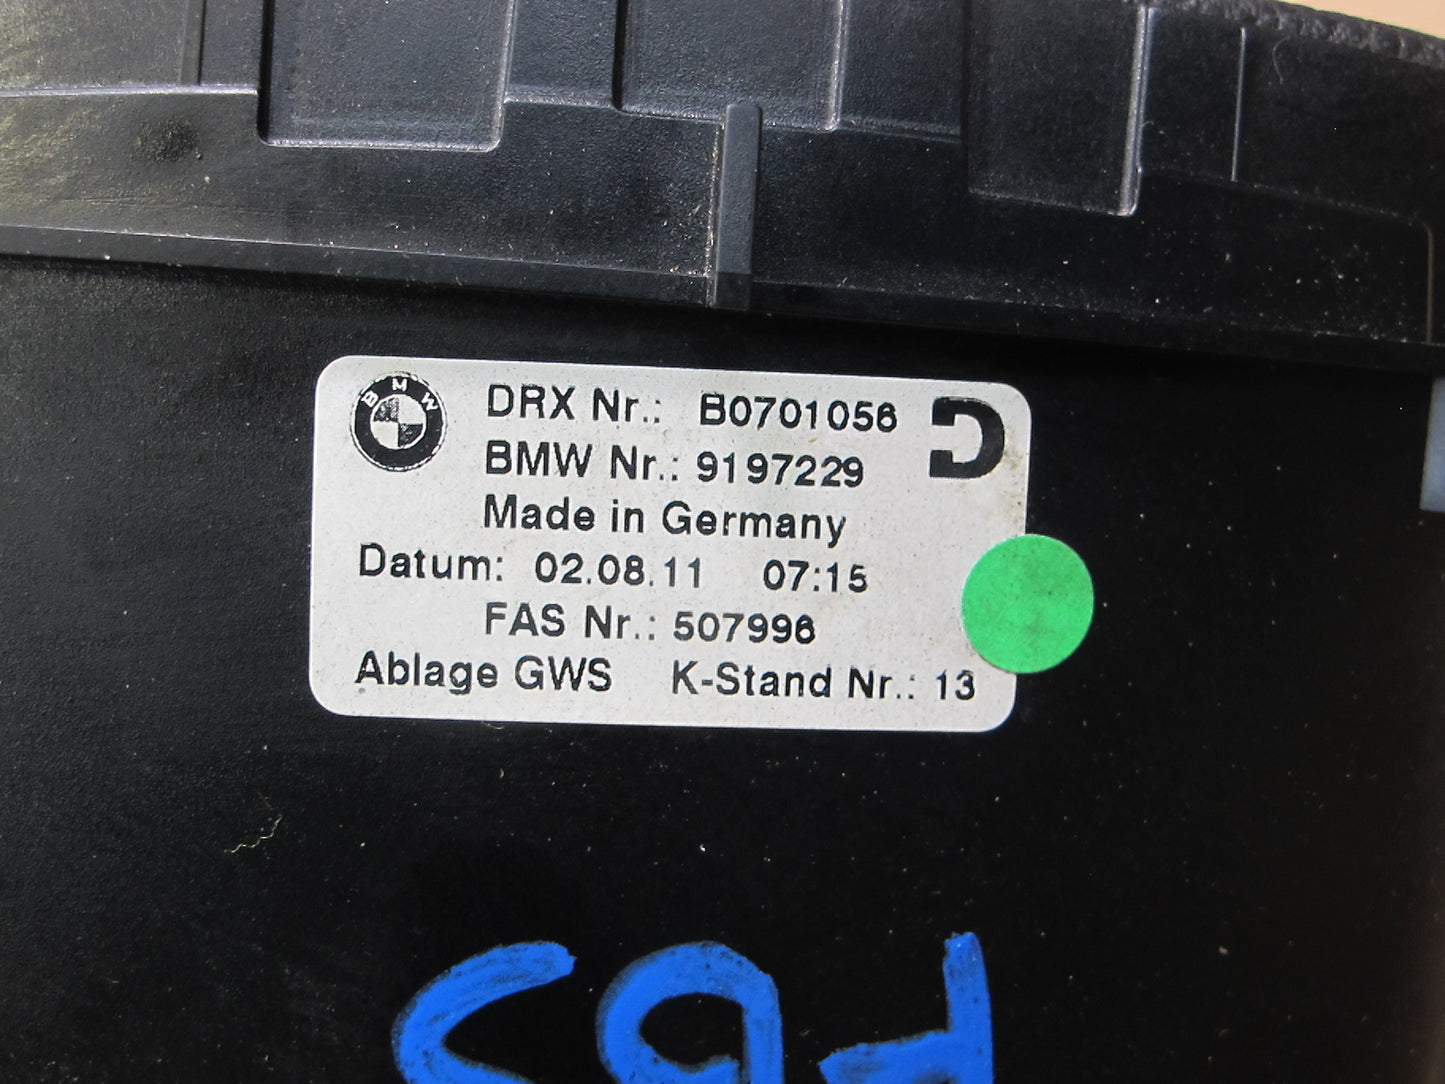 BMW
DRX Nr.: B0701056
BMW Nr.: 9197229
Made in Germany
Datum: 02.08.11 07:15
FAS Nr.: 507996
Ablage GWS K-Stand Nr.: 13